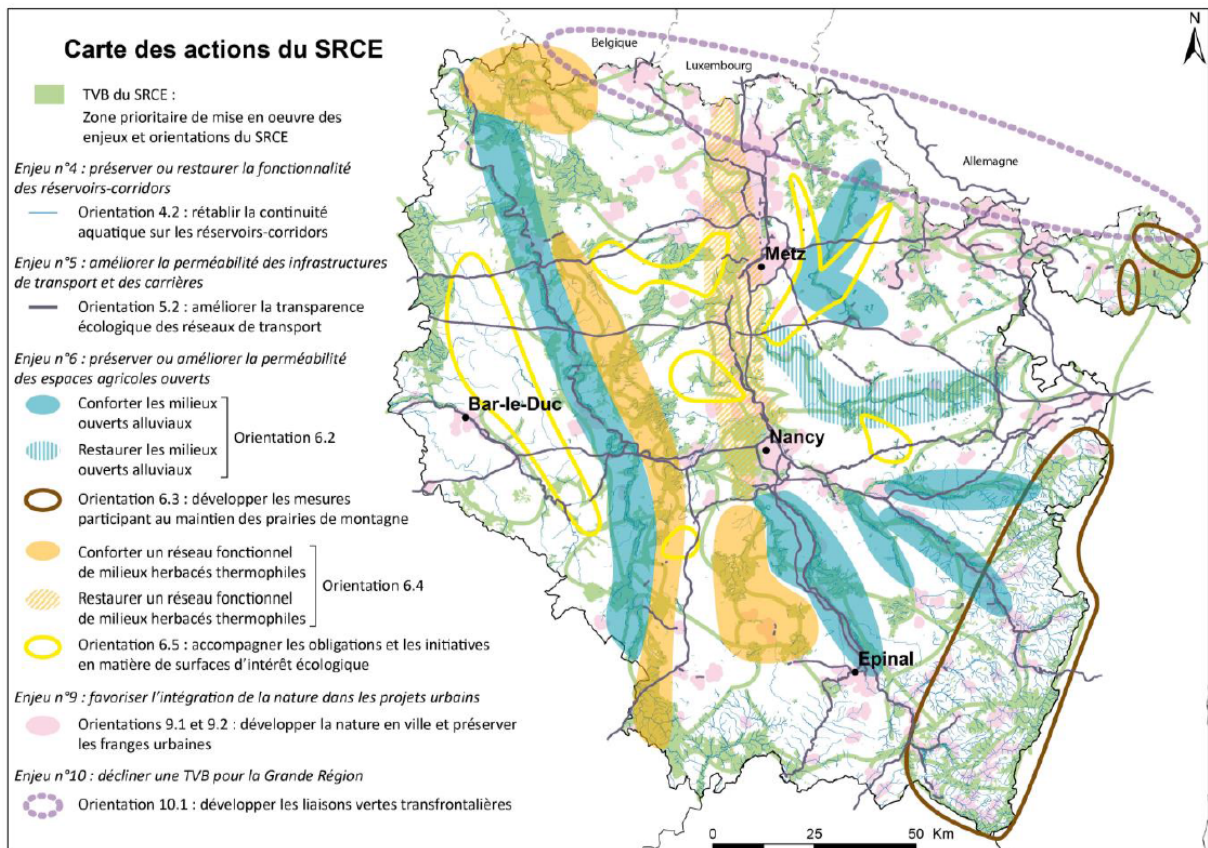 Carte des actions du SRCE
TVB du SRCE :
Zone prioritaire de mise en oeuvre des
enjeux et orientations du SRCE
Enjeu n°4 : préserver ou restaurer la fonctionnalité
des réservoirs-corridors
Orientation 4.2 : rétablir la continuité
aquatique sur les réservoirs-corridors
Enjeu n°5 : améliorer la perméabilité des infrastructures
de transport et des carrières
Orientation 5.2 : améliorer la transparence
écologique des réseaux de transport
Enjeu n°6 : préserver ou améliorer la perméabilité
des espaces agricoles ouverts
Conforter les milieux
ouverts alluviaux
Restaurer les milieux
ouverts alluviaux
Orientation 6.2
Orientation 6.3 : développer les mesures
participant au maintien des prairies de montagne
Conforter un réseau fonctionnel
de milieux herbacés thermophiles
Restaurer un réseau fonctionnel
de milieux herbacés thermophiles
Orientation 6.4
Orientation 6.5 : accompagner les obligations et les initiatives
en matière de surfaces d'intérêt écologique
Enjeu n°9 : favoriser l'intégration de la nature dans les projets urbains
Orientations 9.1 et 9.2 : développer la nature en ville et préserver
les franges urbaines
Enjeu n°10 : décliner une TVB pour la Grande Région
Orientation 10.1 : développer les liaisons vertes transfrontalières
N
Belgique
Luxembourg
Allemagne
Metz
Bar-le-Duc
Nancy
Epinal
0 25 50 Km